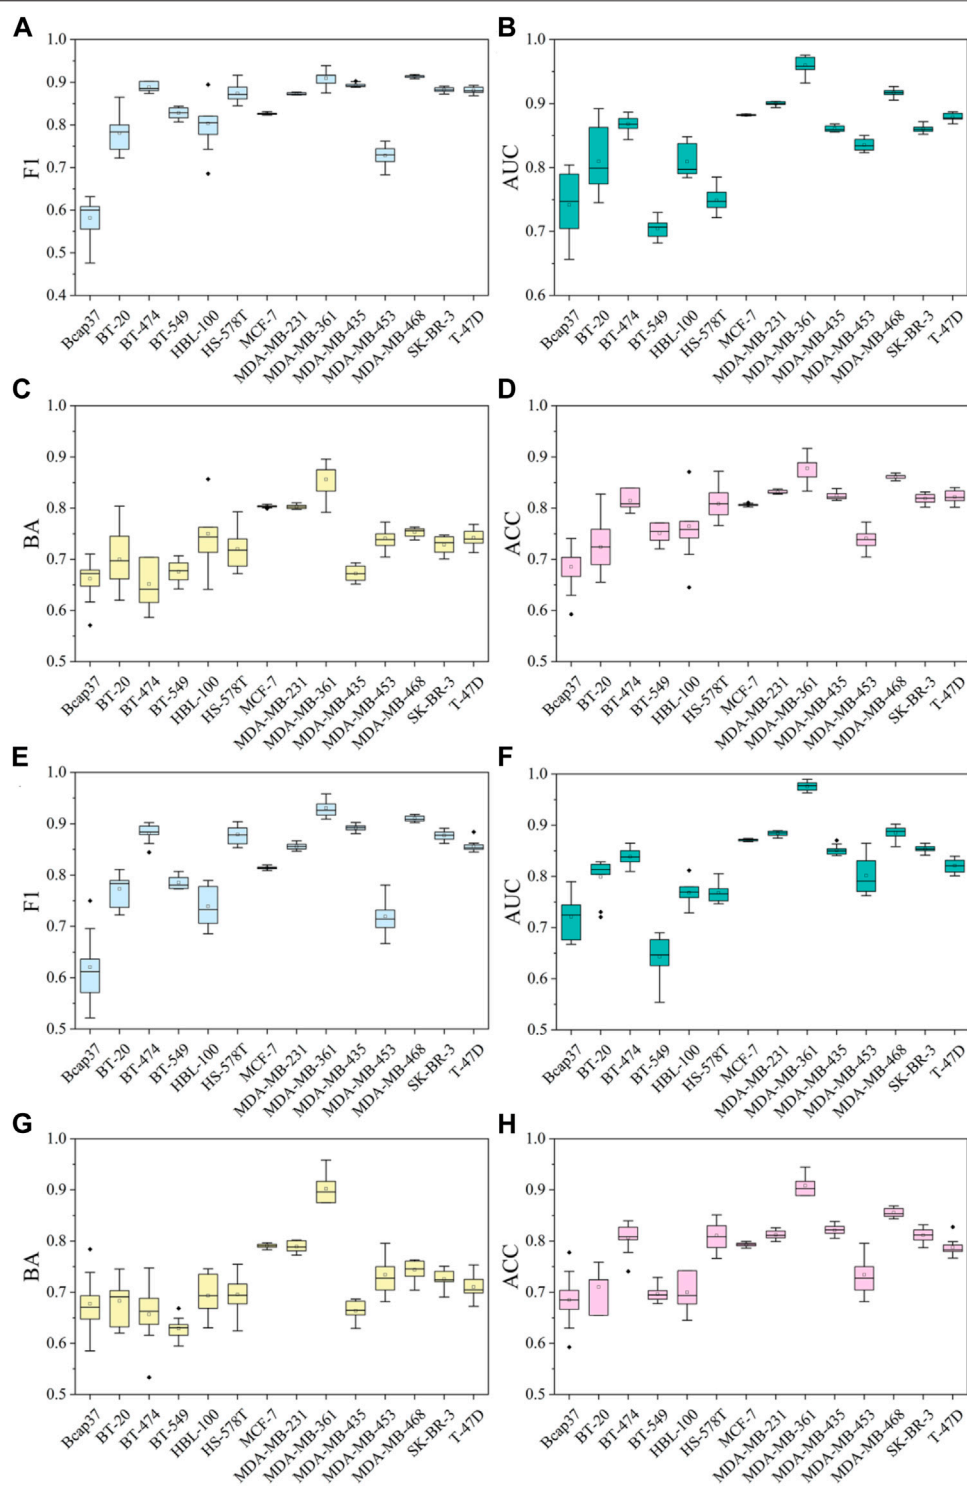 A
F1
1.0
0.9
0.8
0.7
0.6
0.5
0.4
Bcap37
BT-20
BT-474
BT-549
HBL-100
HS-578T
MCF-7
MDA-MB-231
MDA-MB-361
MDA-MB-435
MDA-MB-453
MDA-MB-468
SK-BR-3
T-47D
B
AUC
1.0
0.9
0.8
0.7
0.6
Bcap37
BT-20
BT-474
BT-549
HBL-100
HS-578T
MCF-7
MDA-MB-231
MDA-MB-361
MDA-MB-435
MDA-MB-453
MDA-MB-468
SK-BR-3
T-47D
C
BA
1.0
0.9
0.8
0.7
0.6
0.5
Bcap37
BT-20
BT-474
BT-549
HBL-100
HS-578T
MCF-7
MDA-MB-231
MDA-MB-361
MDA-MB-435
MDA-MB-453
MDA-MB-468
SK-BR-3
T-47D
D
ACC
1.0
0.9
0.8
0.7
0.6
0.5
Bcap37
BT-20
BT-474
BT-549
HBL-100
HS-578T
MCF-7
MDA-MB-231
MDA-MB-361
MDA-MB-435
MDA-MB-453
MDA-MB-468
SK-BR-3
T-47D
E
F1
1.0
0.9
0.8
0.7
0.6
0.5
Bcap37
BT-20
BT-474
BT-549
HBL-100
HS-578T
MCF-7
MDA-MB-231
MDA-MB-361
MDA-MB-435
MDA-MB-453
MDA-MB-468
SK-BR-3
T-47D
F
AUC
1.0
0.9
0.8
0.7
0.6
0.5
Bcap37
BT-20
BT-474
BT-549
HBL-100
HS-578T
MCF-7
MDA-MB-231
MDA-MB-361
MDA-MB-435
MDA-MB-453
MDA-MB-468
SK-BR-3
T-47D
G
BA
1.0
0.9
0.8
0.7
0.6
0.5
Bcap37
BT-20
BT-474
BT-549
HBL-100
HS-578T
MCF-7
MDA-MB-231
MDA-MB-361
MDA-MB-435
MDA-MB-453
MDA-MB-468
SK-BR-3
T-47D
H
ACC
1.0
0.9
0.8
0.7
0.6
0.5
Bcap37
BT-20
BT-474
BT-549
HBL-100
HS-578T
MCF-7
MDA-MB-231
MDA-MB-361
MDA-MB-435
MDA-MB-453
MDA-MB-468
SK-BR-3
T-47D